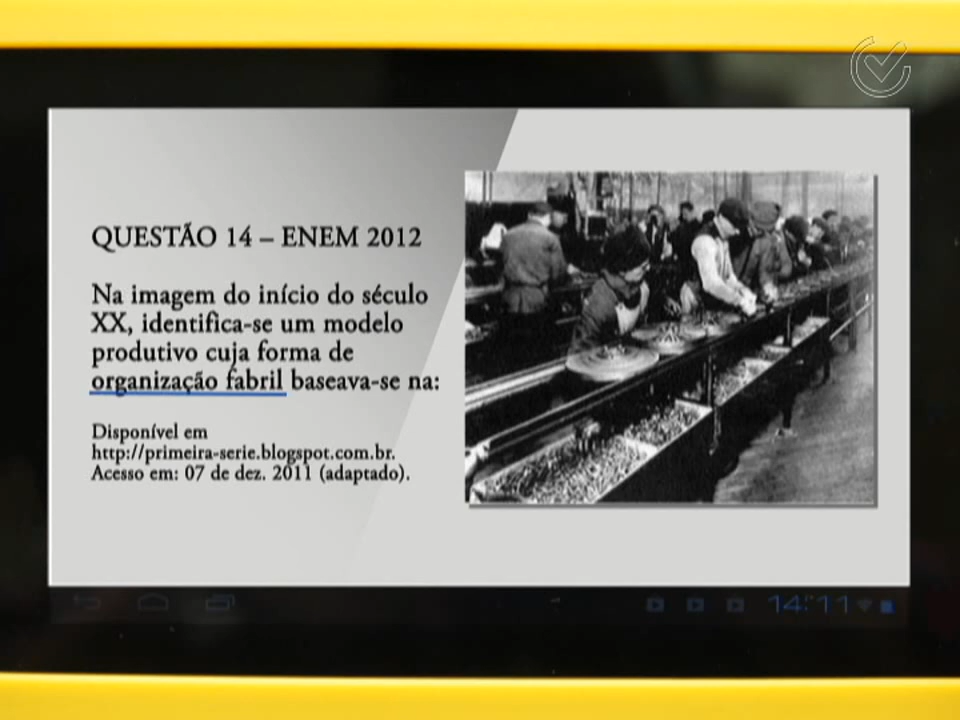 QUESTÃO 14 – ENEM 2012
Na imagem do início do século
XX, identifica-se um modelo
produtivo cuja forma de
organização fabril baseava-se na:
Disponível em
http://primeira-serie.blogspot.com.br.
Acesso em: 07 de dez. 2011 (adaptado).
14:11